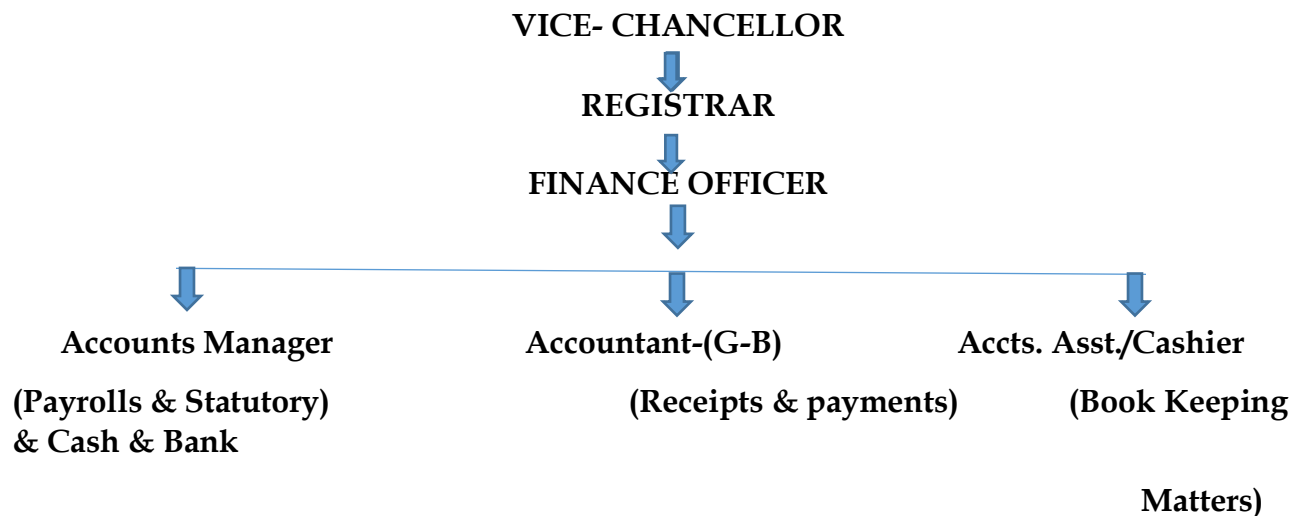 VICE- CHANCELLOR
REGISTRAR
FINANCE OFFICER
Accounts Manager Accountant-(G-B) Accts. Asst./Cashier
(Payrolls & Statutory) (Receipts & payments) (Book Keeping
& Cash & Bank
Matters)